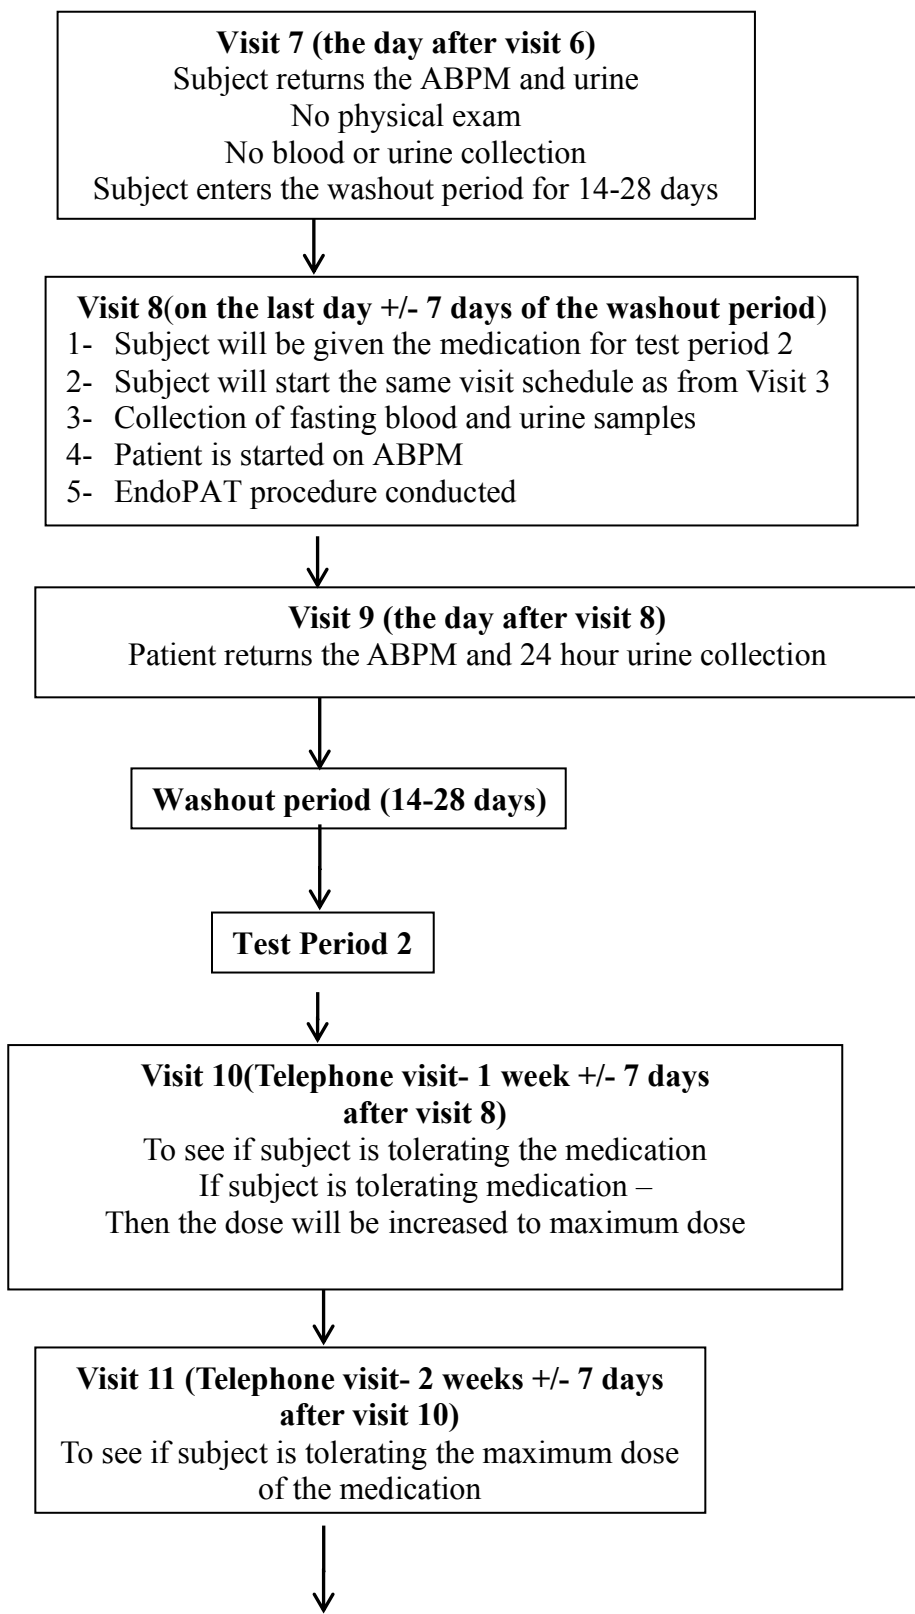 Visit 7 (the day after visit 6)
Subject returns the ABPM and urine
No physical exam
No blood or urine collection
Subject enters the washout period for 14-28 days
Visit 8(on the last day +/- 7 days of the washout period)
1- Subject will be given the medication for test period 2
2- Subject will start the same visit schedule as from Visit 3
3- Collection of fasting blood and urine samples
4- Patient is started on ABPM
5- EndoPAT procedure conducted
Visit 9 (the day after visit 8)
Patient returns the ABPM and 24 hour urine collection
Washout period (14-28 days)
Test Period 2
Visit 10(Telephone visit- 1 week +/- 7 days
after visit 8)
To see if subject is tolerating the medication
If subject is tolerating medication –
Then the dose will be increased to maximum dose
Visit 11 (Telephone visit- 2 weeks +/- 7 days
after visit 10)
To see if subject is tolerating the maximum dose
of the medication